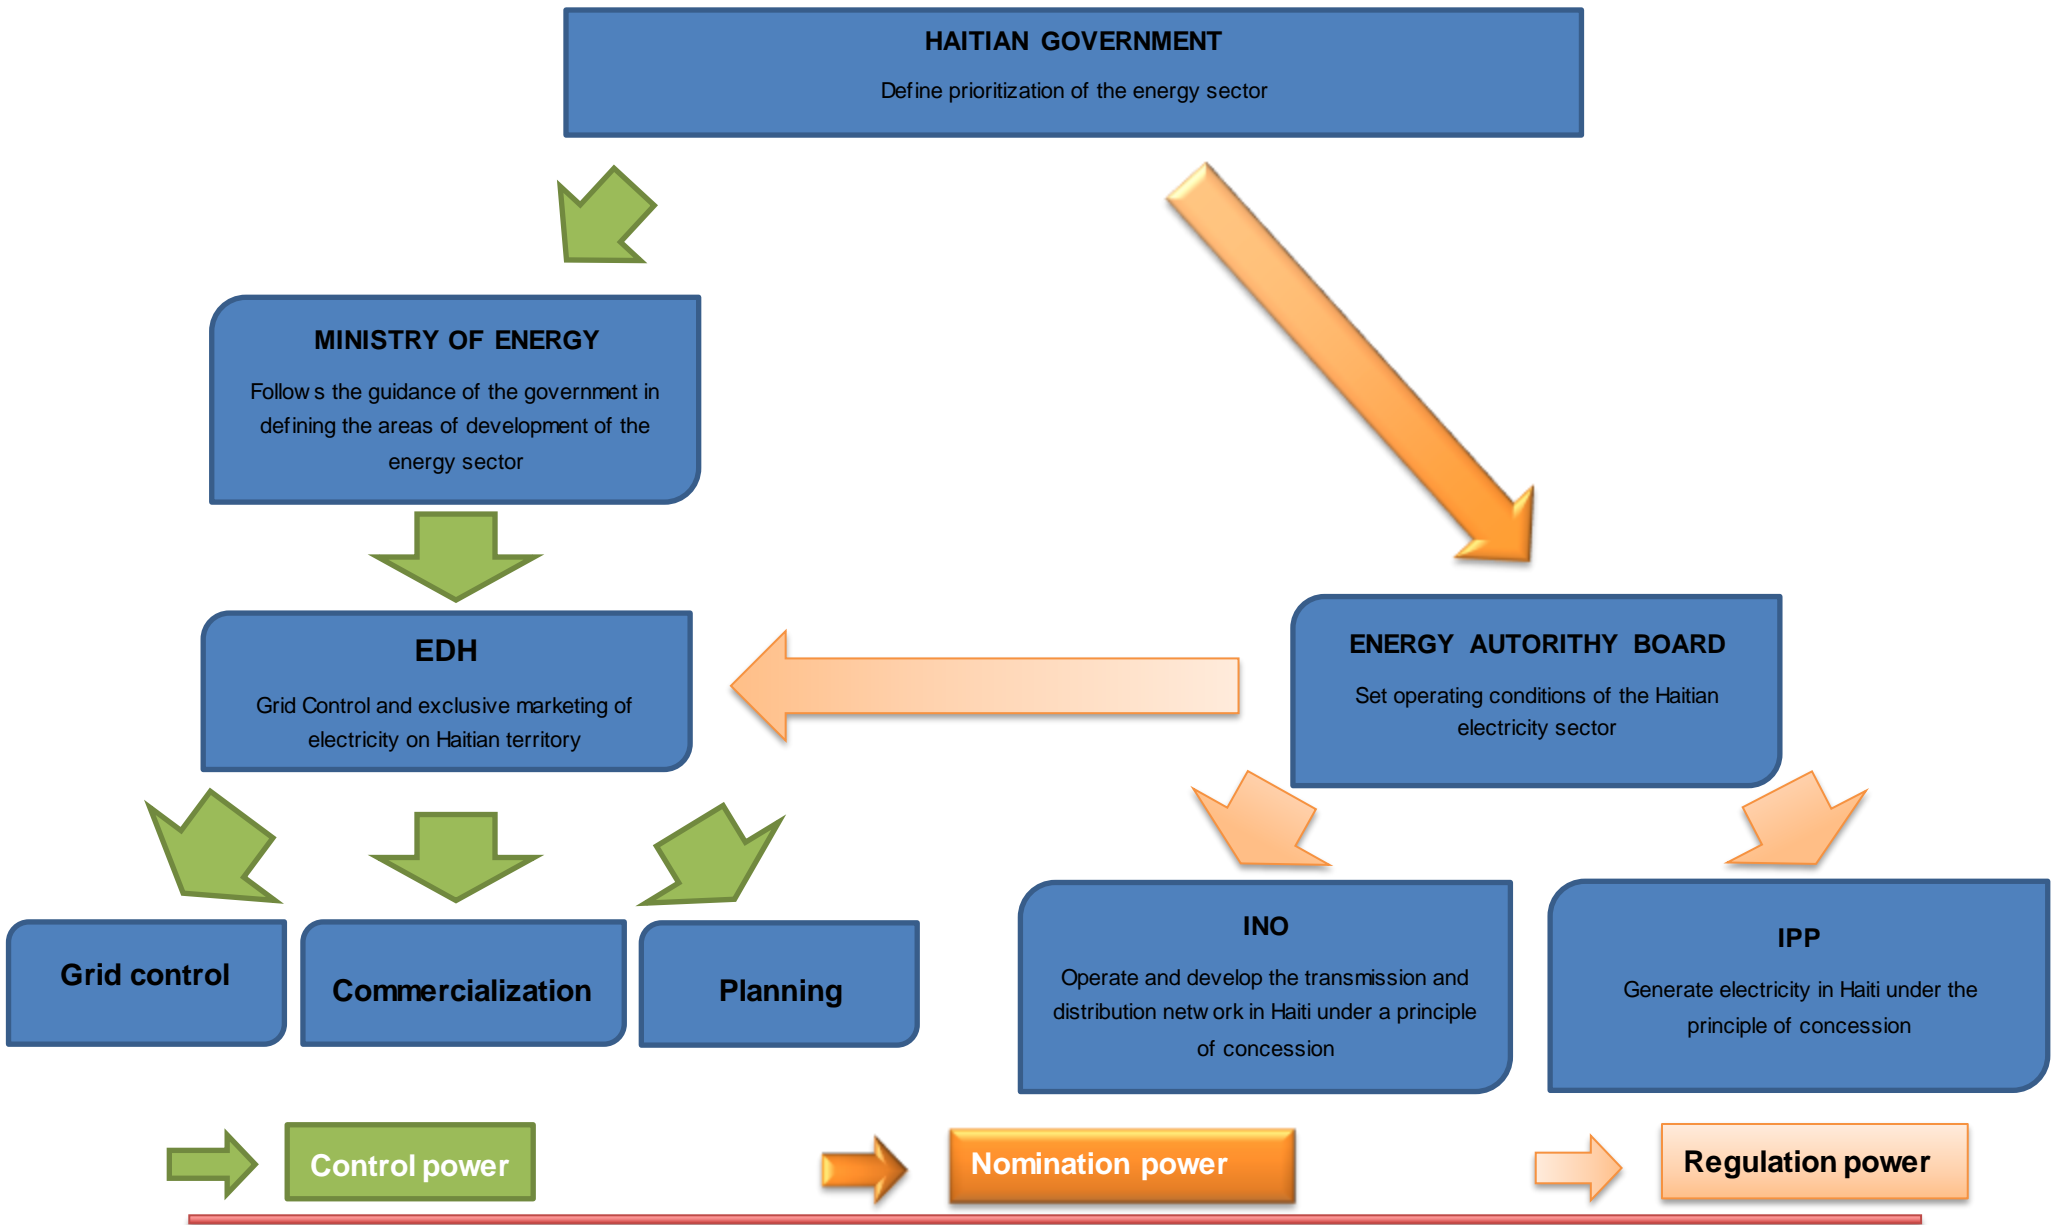 HAITIAN GOVERNMENT
Define prioritization of the energy sector
MINISTRY OF ENERGY
Follows the guidance of the government in
defining the areas of development of the
energy sector
EDH
Grid Control and exclusive marketing of
electricity on Haitian territory
ENERGY AUTORITHY BOARD
Set operating conditions of the Haitian
electricity sector
Grid control
Commercialization
Planning
INO
Operate and develop the transmission and
distribution network in Haiti under a principle
of concession
IPP
Generate electricity in Haiti under the
principle of concession
Control power
Nomination power
Regulation power